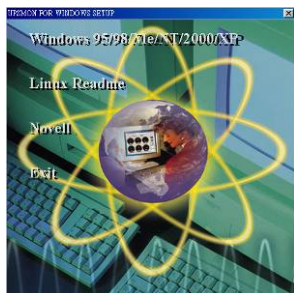 UPSMON FOR WINDOWS SETUP
Windows 95/98/Me/NT/2000/XP
Linux Readme
Novell
Exit